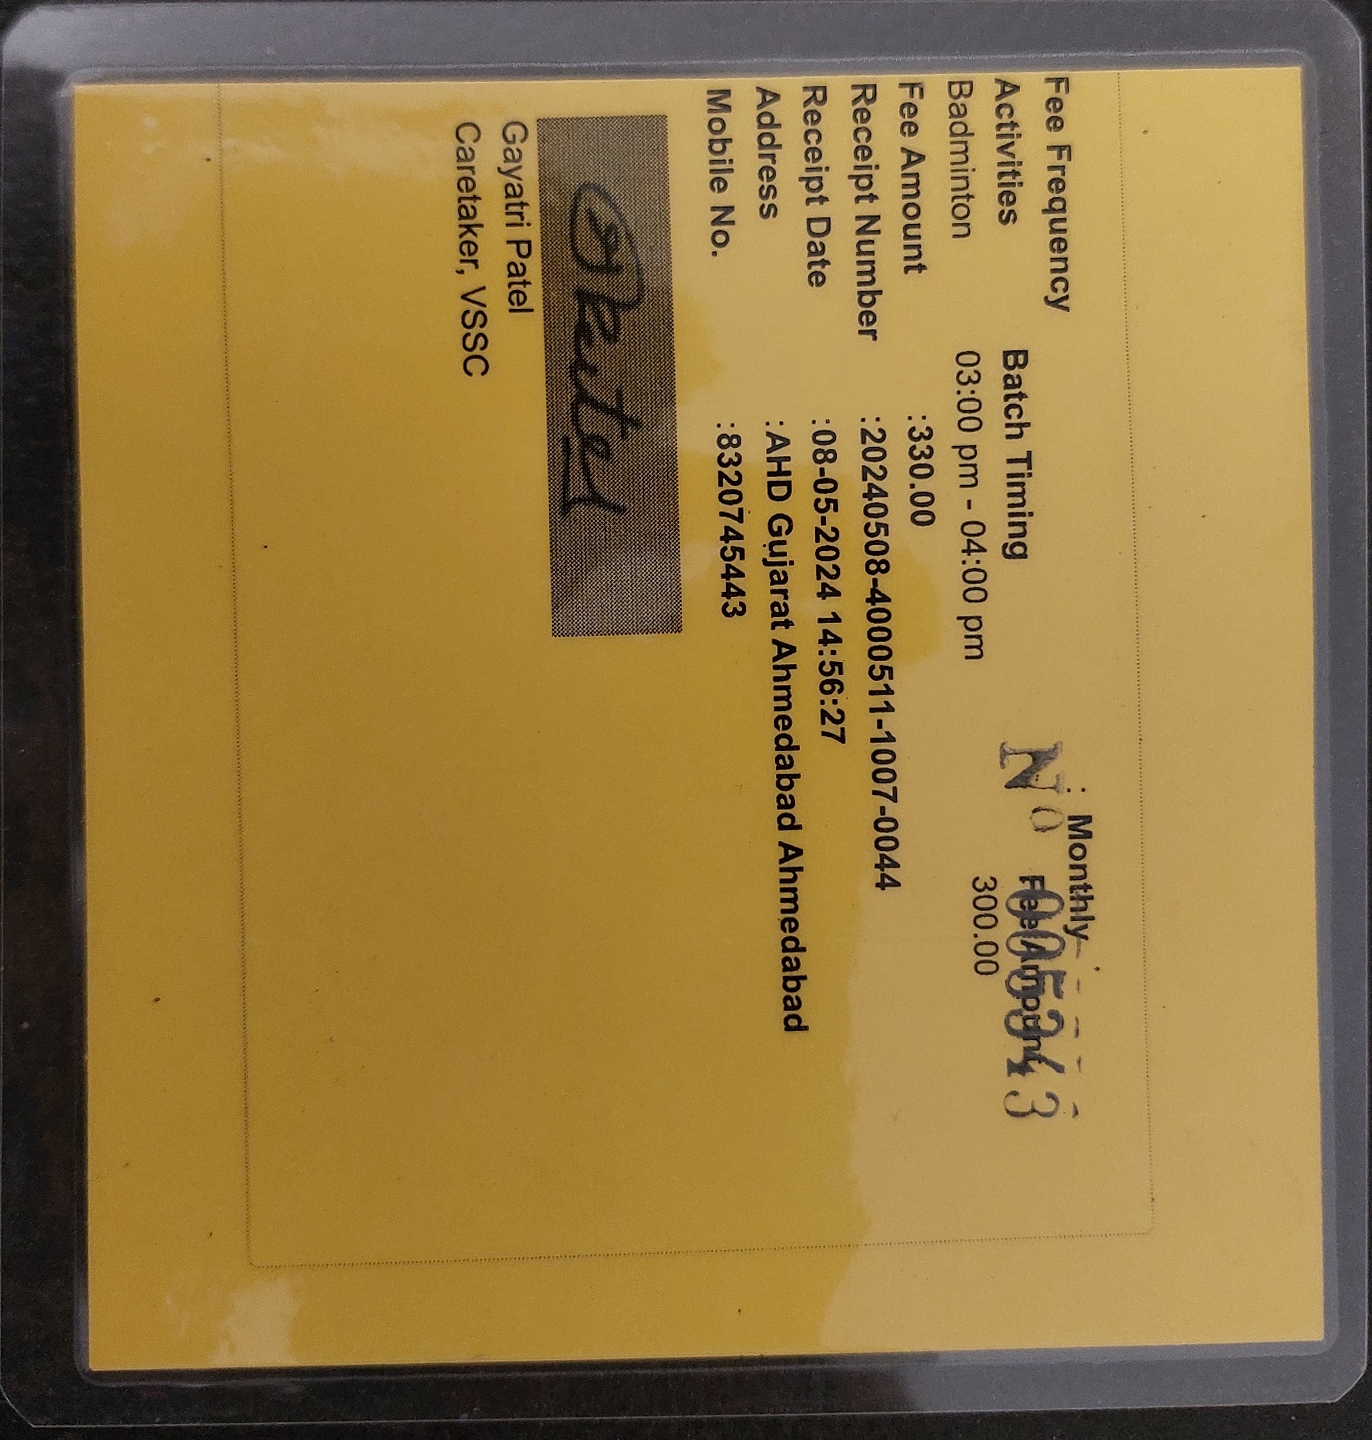 Fee Frequency : Monthly
Activities Batch Timing Fee Amount
Badminton 03:00 pm - 04:00 pm 300.00
Fee Amount :330.00
Receipt Number :20240508-4000511-1007-0044
Receipt Date :08-05-2024 14:56:27
Address :AHD Gujarat Ahmedabad Ahmedabad
Mobile No. :8320745443
Patel
Gayatri Patel
Caretaker, VSSC